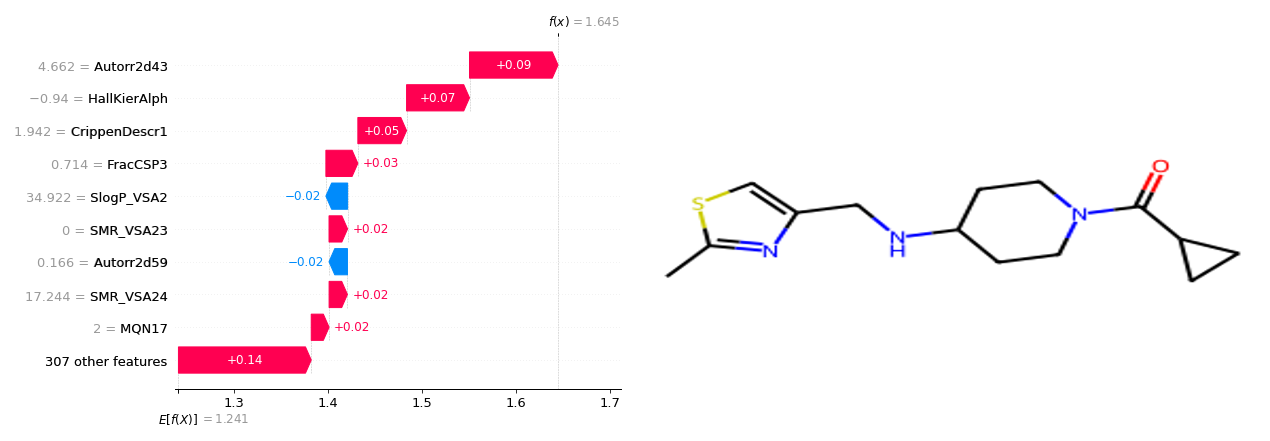 f(x) = 1.645
4.662 = Autorr2d43
+0.09
−0.94 = HallKierAlph
+0.07
1.942 = CrippenDescr1
+0.05
0.714 = FracCSP3
+0.03
34.922 = SlogP_VSA2
−0.02
0 = SMR_VSA23
+0.02
0.166 = Autorr2d59
−0.02
17.244 = SMR_VSA24
+0.02
2 = MQN17
+0.02
307 other features
+0.14
1.3 1.4 1.5 1.6 1.7
E[f(X)] = 1.241
O
S
N
N
N
H